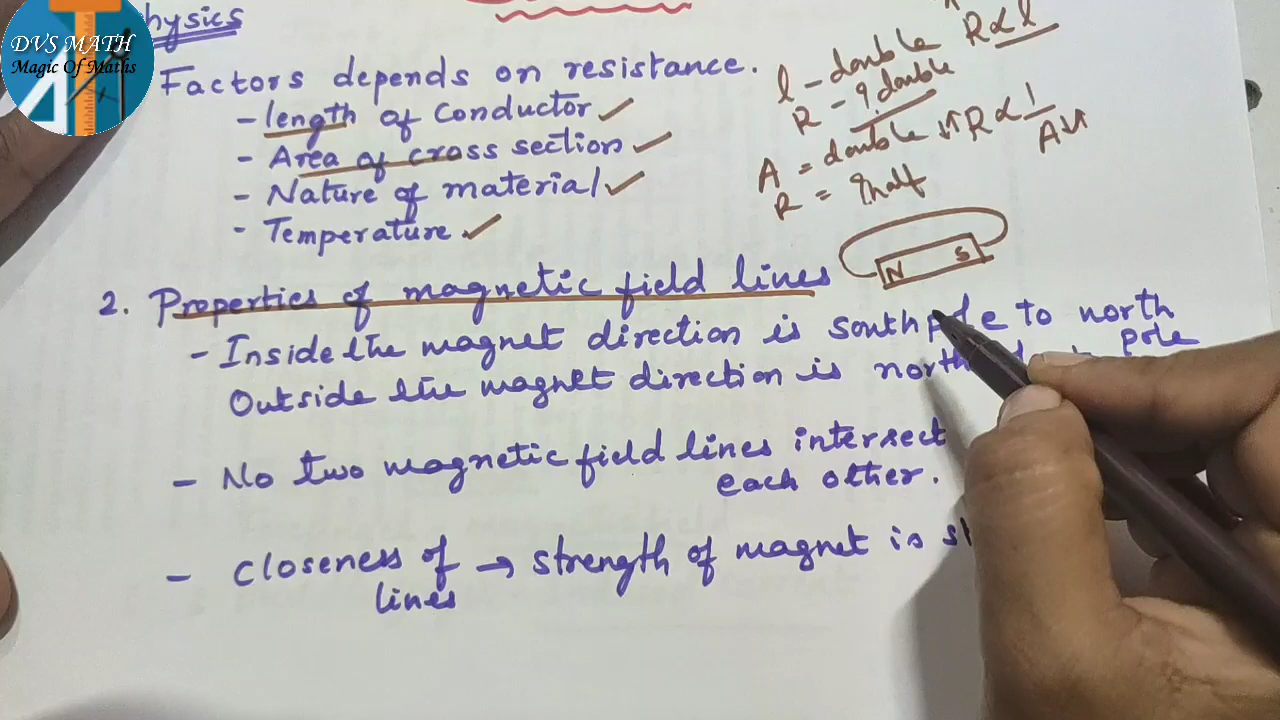 DVS MATH
Magic Of Maths
hysics
Factors depends on resistance.
- length of conductor ✓
- Area of cross section ✓
- Nature of material ✓
- Temperature ✓
l - double R∝l
R - double
A = double ↓↑ R ∝ 1/A ↓↑
R = half
N S
2. Properties of magnetic field lines
- Inside the magnet direction is southpole to north pole
Outside the magnet direction is north
- No two magnetic field lines intersect
each other.
- closeness of lines → strength of magnet is